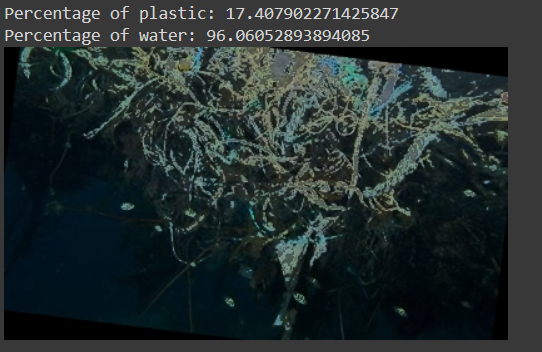 Percentage of plastic: 17.407902271425847
Percentage of water: 96.06052893894085